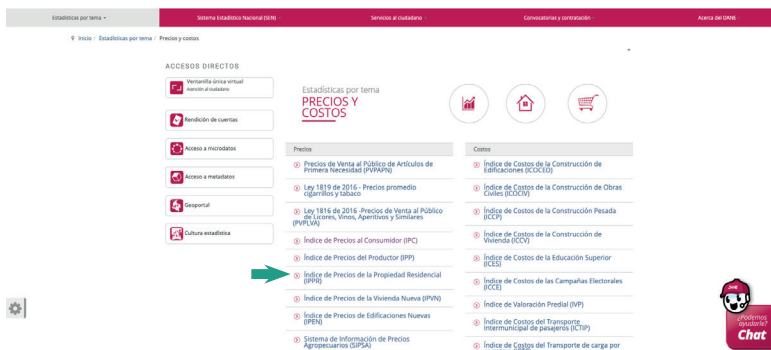 Estadísticas por tema
Sistema Estadístico Nacional (SEN)
Servicios al ciudadano
Convocatorias y contratación
Acerca del DANE
Inicio / Estadísticas por tema / Precios y costos
ACCESOS DIRECTOS
Ventanilla única virtual
Atención al ciudadano
Rendición de cuentas
Acceso a microdatos
Acceso a metadatos
Geoportal
Cultura estadística
Estadísticas por tema
PRECIOS Y
COSTOS
Precios
Precios de Venta al Público de Artículos de
Primera Necesidad (PVPAPN)
Ley 1819 de 2016 - Precios promedio
cigarrillos y tabaco
Ley 1816 de 2016 -Precios de Venta al Público
de Licores, Vinos, Aperitivos y Similares
(PVPLVA)
Índice de Precios al Consumidor (IPC)
Índice de Precios del Productor (IPP)
Índice de Precios de la Propiedad Residencial
(IPPR)
Índice de Precios de la Vivienda Nueva (IPVN)
Índice de Precios de Edificaciones Nuevas
(IPEN)
Sistema de Información de Precios
Agropecuarios (SIPSA)
Costos
Índice de Costos de la Construcción de
Edificaciones (ICOCED)
Índice de Costos de la Construcción de Obras
Civiles (ICOCIV)
Índice de Costos de la Construcción Pesada
(ICCP)
Índice de Costos de la Construcción de
Vivienda (ICCV)
Índice de Costos de la Educación Superior
(ICES)
Índice de Costos de las Campañas Electorales
(ICCE)
Índice de Valoración Predial (IVP)
Índice de Costos del Transporte
Intermunicipal de pasajeros (ICTIP)
Índice de Costos del Transporte de carga por
¿Podemos
ayudarle?
Chat